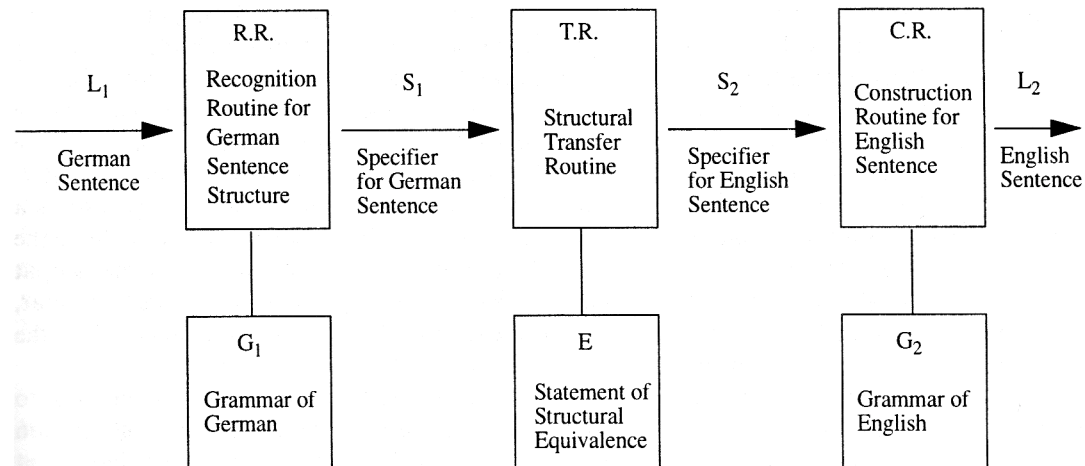 R.R.
Recognition
Routine for
German
Sentence
Structure
T.R.
Structural
Transfer
Routine
C.R.
Construction
Routine for
English
Sentence
L₁
German
Sentence
S₁
Specifier
for German
Sentence
S₂
Specifier
for English
Sentence
L₂
English
Sentence
G₁
Grammar of
German
E
Statement of
Structural
Equivalence
G₂
Grammar of
English